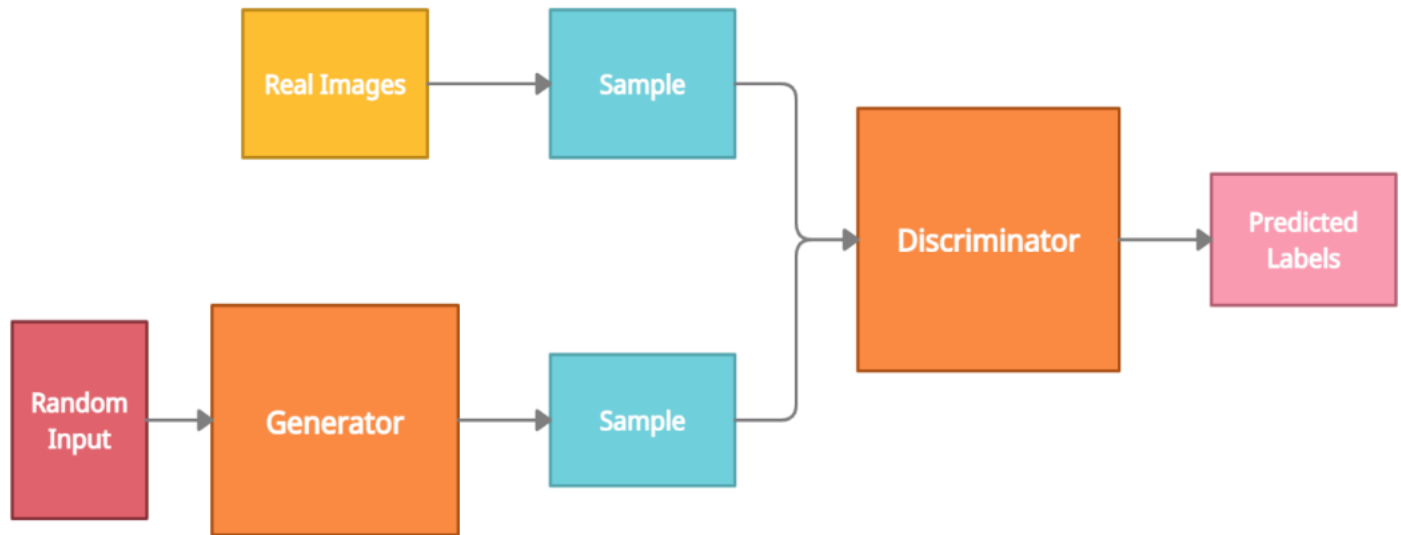 Real Images
Sample
Discriminator
Predicted
Labels
Random
Input
Generator
Sample